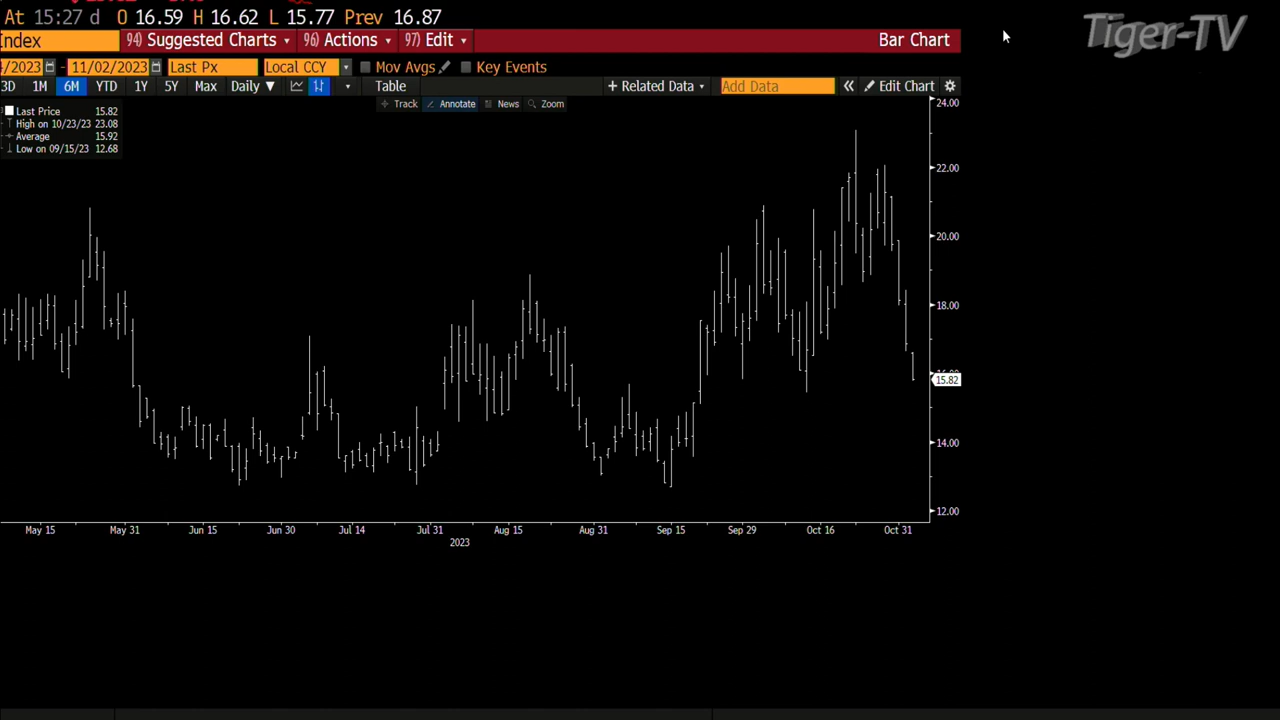 At 15:27 d O 16.59 H 16.62 L 15.77 Prev 16.87
Tiger-TV
Index 94) Suggested Charts 96) Actions 97) Edit Bar Chart
/2023 11/02/2023 Last Px Local CCY Mov Avgs Key Events
3D 1M 6M YTD 1Y 5Y Max Daily Table + Related Data Add Data Edit Chart
Track Annotate News Zoom
Last Price 15.82
High on 10/23/23 23.08
Average 15.92
Low on 09/15/23 12.68
24.00
22.00
20.00
18.00
15.82
14.00
12.00
May 15 May 31 Jun 15 Jun 30 Jul 14 Jul 31 Aug 15 Aug 31 Sep 15 Sep 29 Oct 16 Oct 31
2023